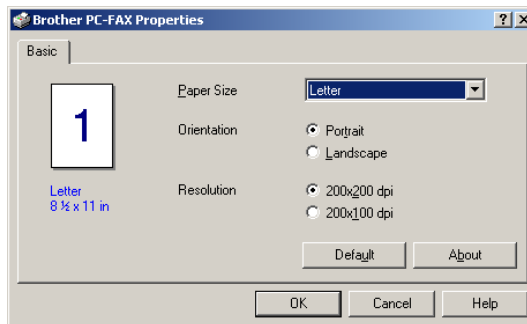 Brother PC-FAX Properties
Basic
1
Letter
8 ½ x 11 in
Paper Size
Letter
Orientation
Portrait
Landscape
Resolution
200x200 dpi
200x100 dpi
Default
About
OK
Cancel
Help